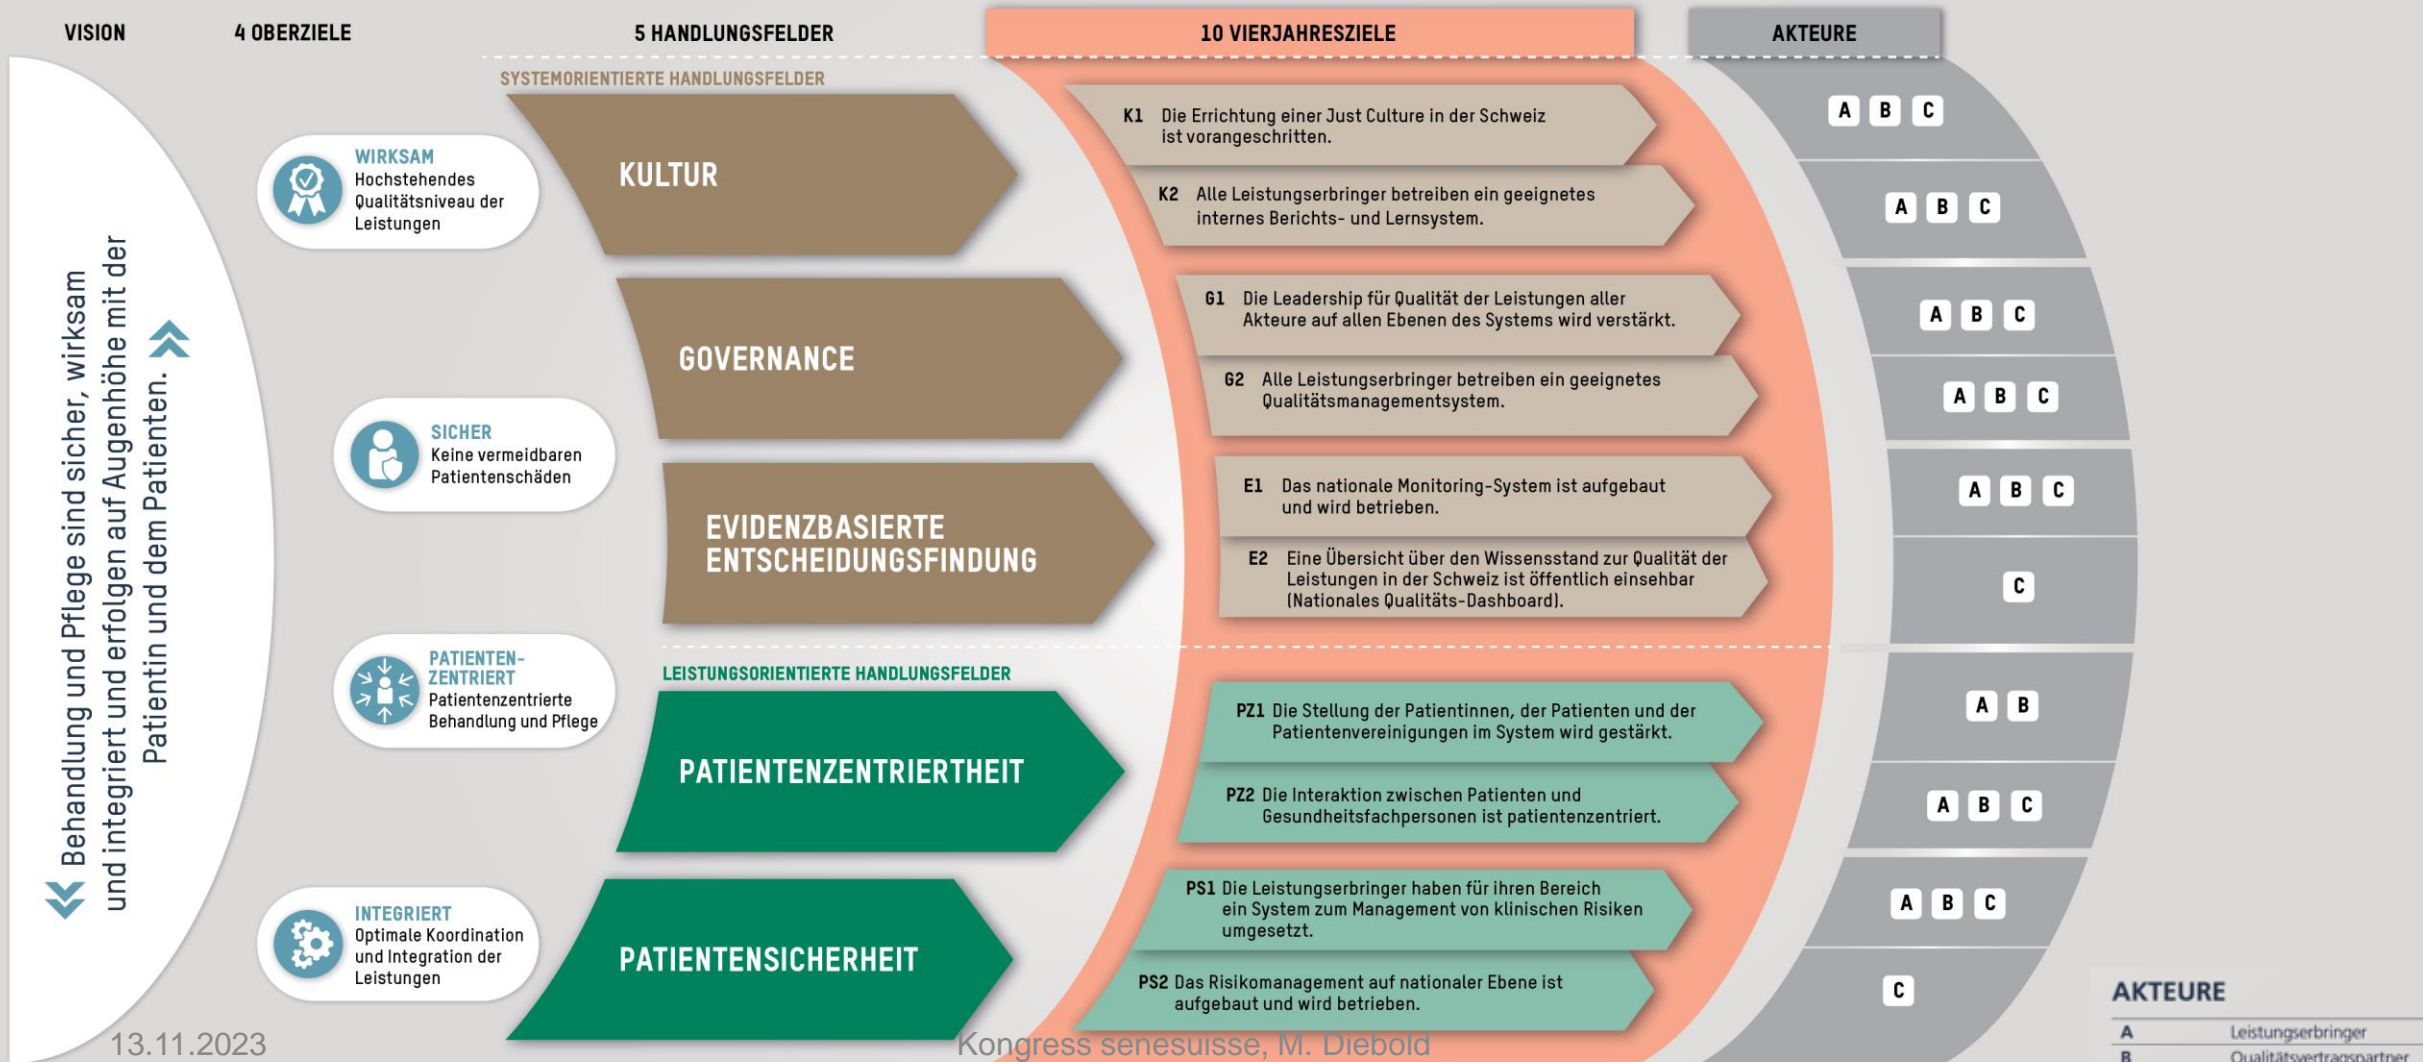 VISION
4 OBERZIELE
5 HANDLUNGSFELDER
10 VIERJAHRESZIELE
AKTEURE
Behandlung und Pflege sind sicher, wirksam
und integriert und erfolgen auf Augenhöhe mit der
Patientin und dem Patienten.
WIRKSAM
Hochstehendes
Qualitätsniveau der
Leistungen
SICHER
Keine vermeidbaren
Patientenschäden
PATIENTEN-
ZENTRIERT
Patientenzentrierte
Behandlung und Pflege
INTEGRIERT
Optimale Koordination
und Integration der
Leistungen
SYSTEMORIENTIERTE HANDLUNGSFELDER
KULTUR
K1 Die Errichtung einer Just Culture in der Schweiz
ist vorangeschritten.
A B C
K2 Alle Leistungserbringer betreiben ein geeignetes
internes Berichts- und Lernsystem.
A B C
GOVERNANCE
G1 Die Leadership für Qualität der Leistungen aller
Akteure auf allen Ebenen des Systems wird verstärkt.
A B C
G2 Alle Leistungserbringer betreiben ein geeignetes
Qualitätsmanagementsystem.
A B C
EVIDENZBASIERTE
ENTSCHEIDUNGSFINDUNG
E1 Das nationale Monitoring-System ist aufgebaut
und wird betrieben.
A B C
E2 Eine Übersicht über den Wissensstand zur Qualität der
Leistungen in der Schweiz ist öffentlich einsehbar
(Nationales Qualitäts-Dashboard).
C
LEISTUNGSORIENTIERTE HANDLUNGSFELDER
PATIENTENZENTRIERTHEIT
PZ1 Die Stellung der Patientinnen, der Patienten und der
Patientenvereinigungen im System wird gestärkt.
A B
PZ2 Die Interaktion zwischen Patienten und
Gesundheitsfachpersonen ist patientenzentriert.
A B C
PATIENTENSICHERHEIT
PS1 Die Leistungserbringer haben für ihren Bereich
ein System zum Management von klinischen Risiken
umgesetzt.
A B C
PS2 Das Risikomanagement auf nationaler Ebene ist
aufgebaut und wird betrieben.
C
AKTEURE
A Leistungserbringer
B Qualitätsvertragspartner
13.11.2023
Kongress senesuisse, M. Diebold